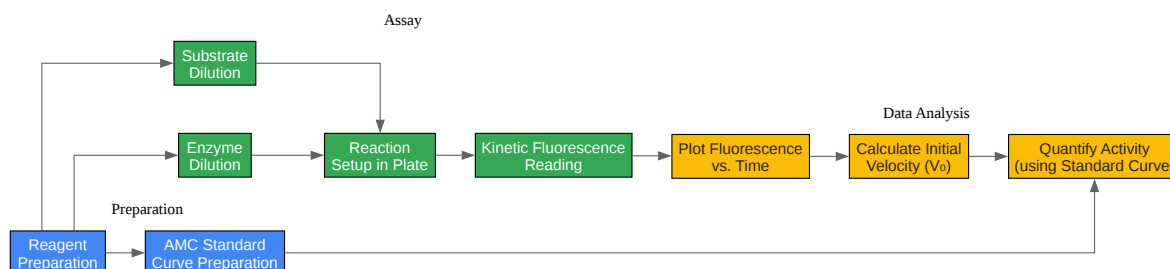 Assay
Substrate
Dilution
Data Analysis
Enzyme
Dilution
Reaction
Setup in Plate
Kinetic Fluorescence
Reading
Plot Fluorescence
vs. Time
Calculate Initial
Velocity (V₀)
Quantify Activity
(using Standard Curve
Preparation
Reagent
Preparation
AMC Standard
Curve Preparation